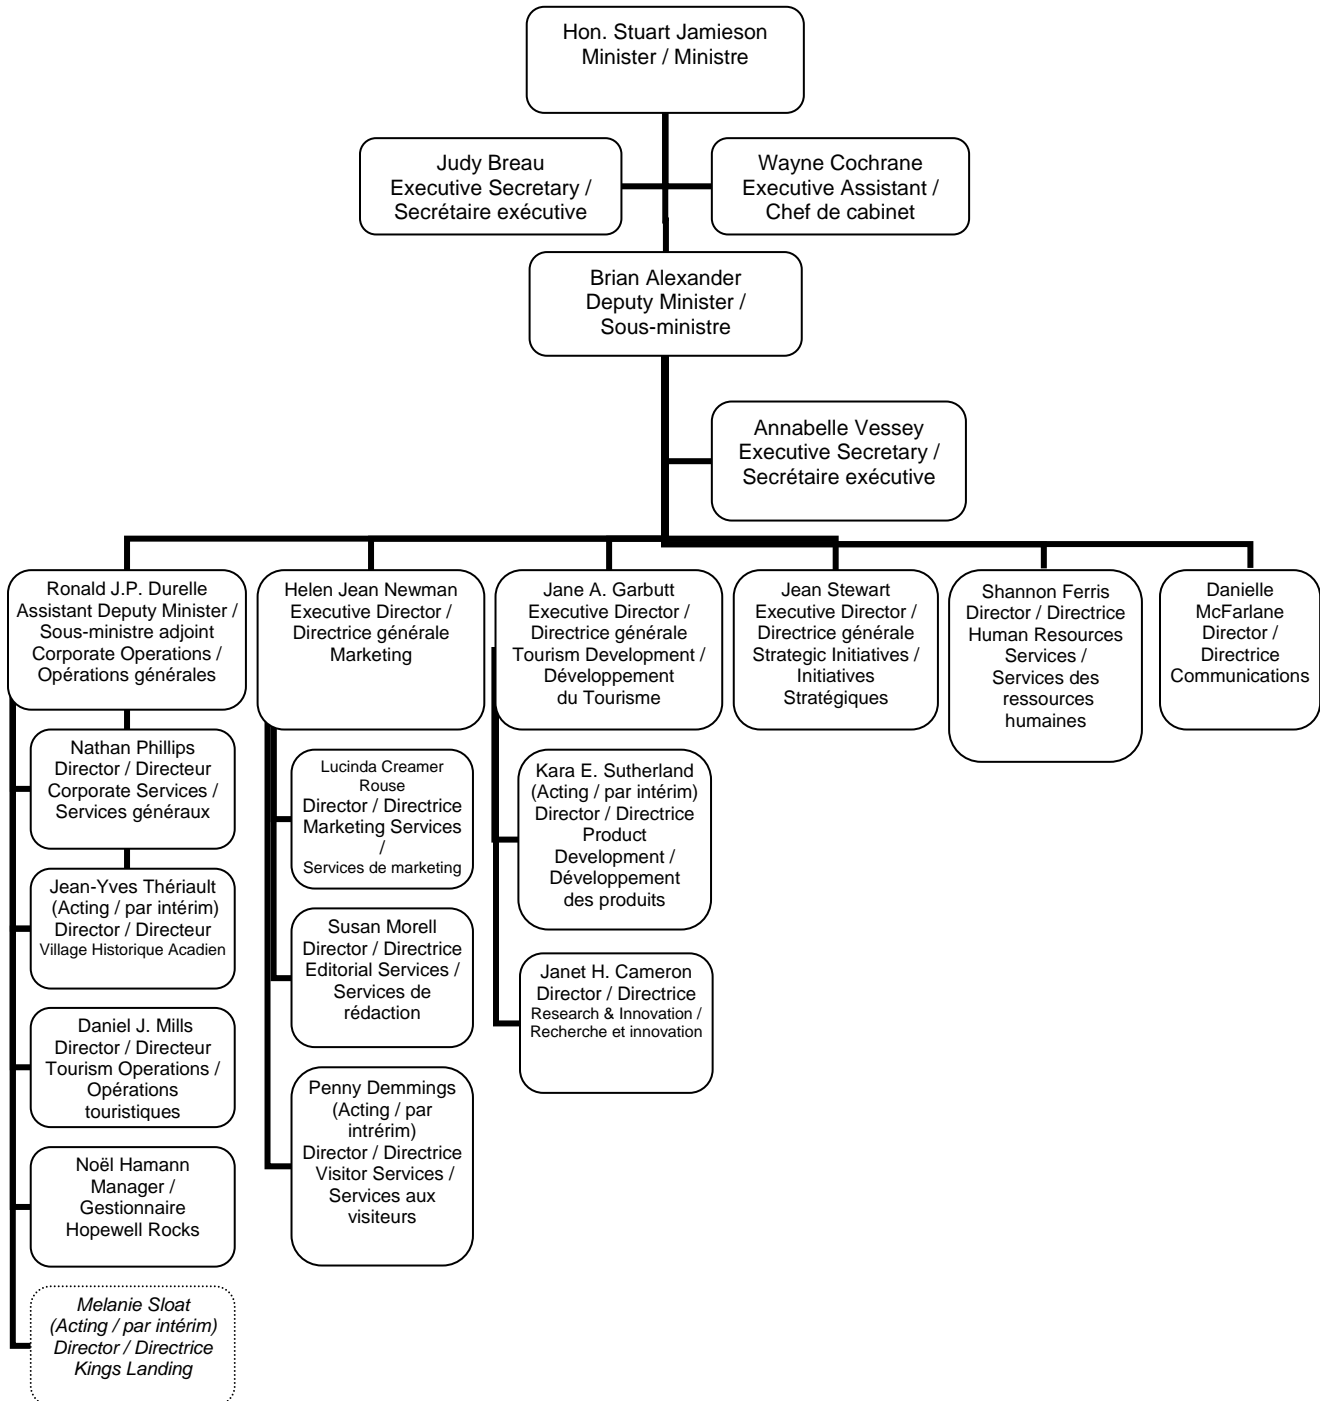 Hon. Stuart Jamieson
Minister / Ministre
Judy Breau
Executive Secretary /
Secrétaire exécutive
Wayne Cochrane
Executive Assistant /
Chef de cabinet
Brian Alexander
Deputy Minister /
Sous-ministre
Annabelle Vessey
Executive Secretary /
Secrétaire exécutive
Ronald J.P. Durelle
Assistant Deputy Minister /
Sous-ministre adjoint
Corporate Operations /
Opérations générales
Helen Jean Newman
Executive Director /
Directrice générale
Marketing
Jane A. Garbutt
Executive Director /
Directrice générale
Tourism Development /
Développement
du Tourisme
Jean Stewart
Executive Director /
Directrice générale
Strategic Initiatives /
Initiatives
Stratégiques
Shannon Ferris
Director / Directrice
Human Resources
Services /
Services des
ressources
humaines
Danielle
McFarlane
Director /
Directrice
Communications
Nathan Phillips
Director / Directeur
Corporate Services /
Services généraux
Jean-Yves Thériault
(Acting / par intérim)
Director / Directeur
Village Historique Acadien
Daniel J. Mills
Director / Directeur
Tourism Operations /
Opérations
touristiques
Noël Hamann
Manager /
Gestionnaire
Hopewell Rocks
Melanie Sloat
(Acting / par intérim)
Director / Directrice
Kings Landing
Lucinda Creamer
Rouse
Director / Directrice
Marketing Services
/
Services de marketing
Susan Morell
Director / Directrice
Editorial Services /
Services de
rédaction
Penny Demmings
(Acting / par
intrérim)
Director / Directrice
Visitor Services /
Services aux
visiteurs
Kara E. Sutherland
(Acting / par intérim)
Director / Directrice
Product
Development /
Développement
des produits
Janet H. Cameron
Director / Directrice
Research & Innovation /
Recherche et innovation